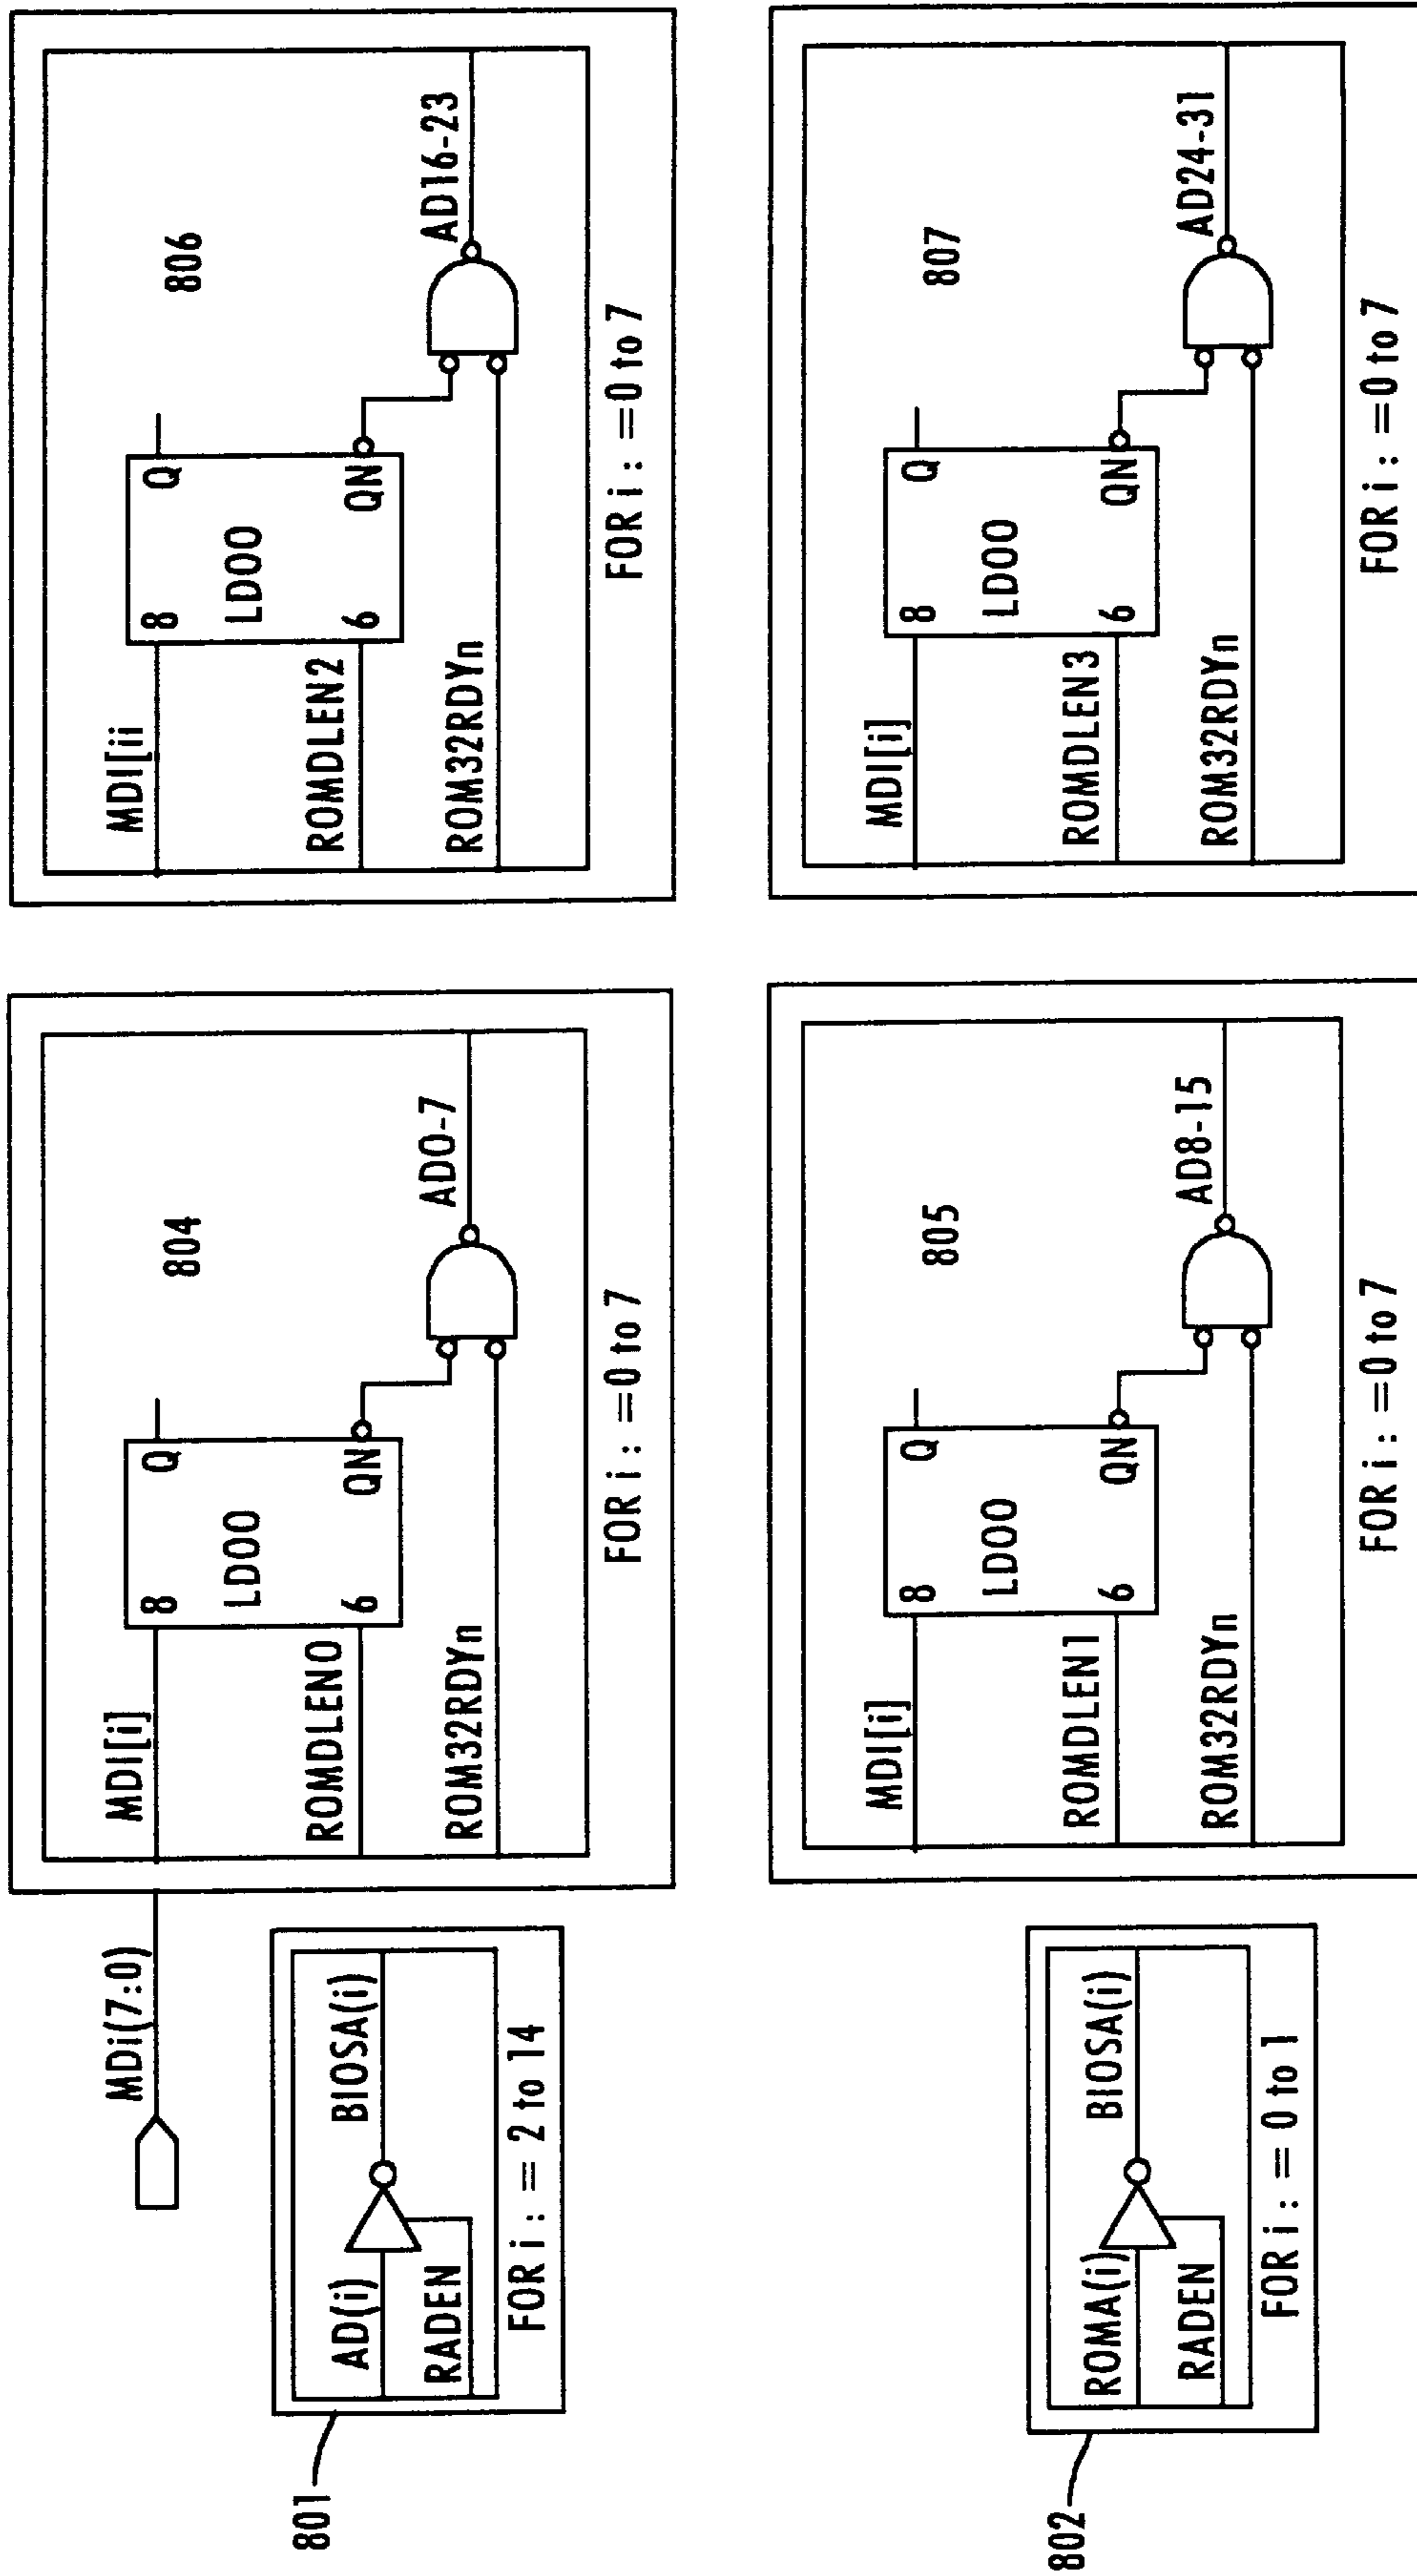 MDi(7:0)
801
AD(i)
BIOSA(i)
RADEN
FOR i : = 2 to 14
MDI[i]
8
Q
804
LD00
ROMDLEN0
6
QN
AD0-7
ROM32RDYn
FOR i : =0 to 7
MDI[ii
8
Q
806
LD00
ROMDLEN2
6
QN
AD16-23
ROM32RDYn
FOR i : =0 to 7
802
ROMA(i)
BIOSA(i)
RADEN
FOR i : = 0 to 1
MDI[i]
8
Q
805
LD00
ROMDLEN1
6
QN
AD8-15
ROM32RDYn
FOR i : =0 to 7
MDI[i]
8
Q
807
LD00
ROMDLEN3
6
QN
AD24-31
ROM32RDYn
FOR i : =0 to 7